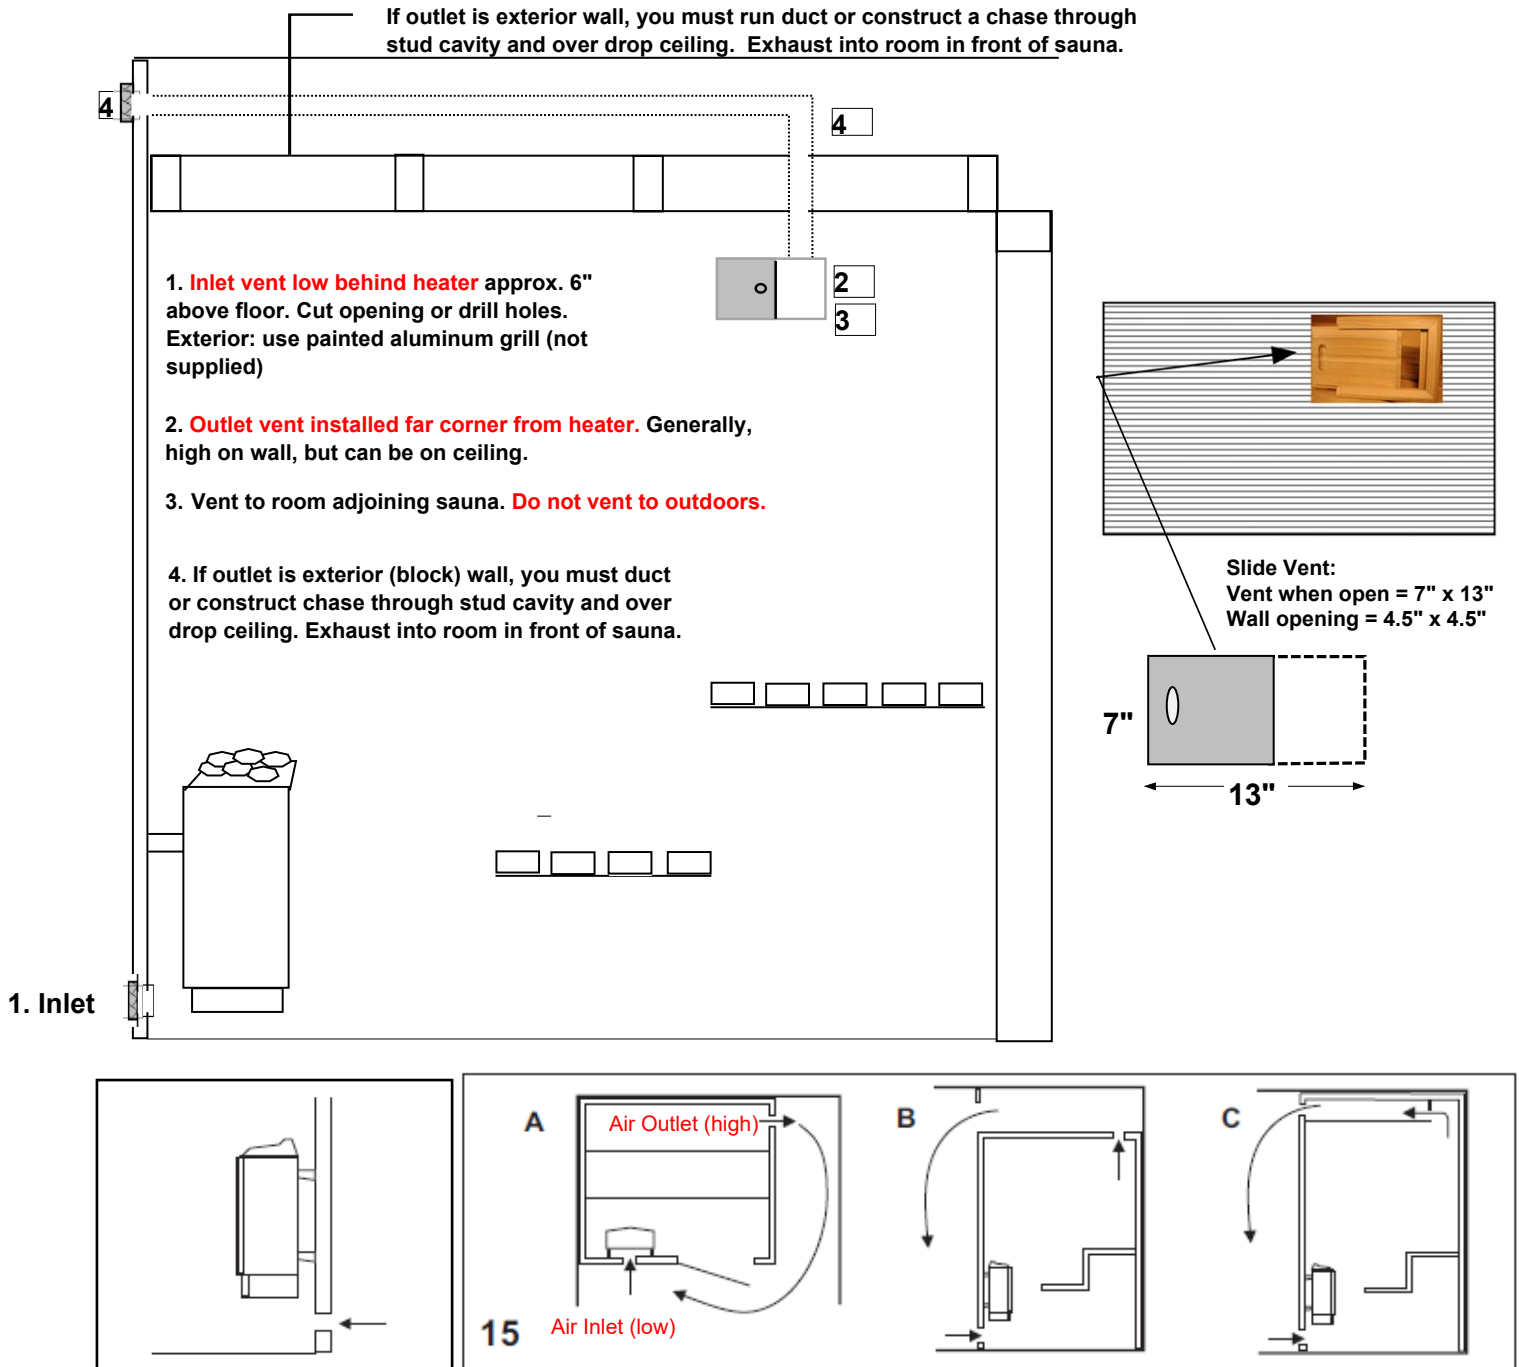 If outlet is exterior wall, you must run duct or construct a chase through
stud cavity and over drop ceiling.  Exhaust into room in front of sauna.
4
4
1. Inlet vent low behind heater approx. 6"
above floor. Cut opening or drill holes.
Exterior: use painted aluminum grill (not
supplied)
2
3
2. Outlet vent installed far corner from heater. Generally,
high on wall, but can be on ceiling.
3. Vent to room adjoining sauna. Do not vent to outdoors.
4. If outlet is exterior (block) wall, you must duct
or construct chase through stud cavity and over
drop ceiling. Exhaust into room in front of sauna.
Slide Vent:
Vent when open = 7" x 13"
Wall opening = 4.5" x 4.5"
7"
13"
1. Inlet
A
Air Outlet (high)
B
C
15
Air Inlet (low)